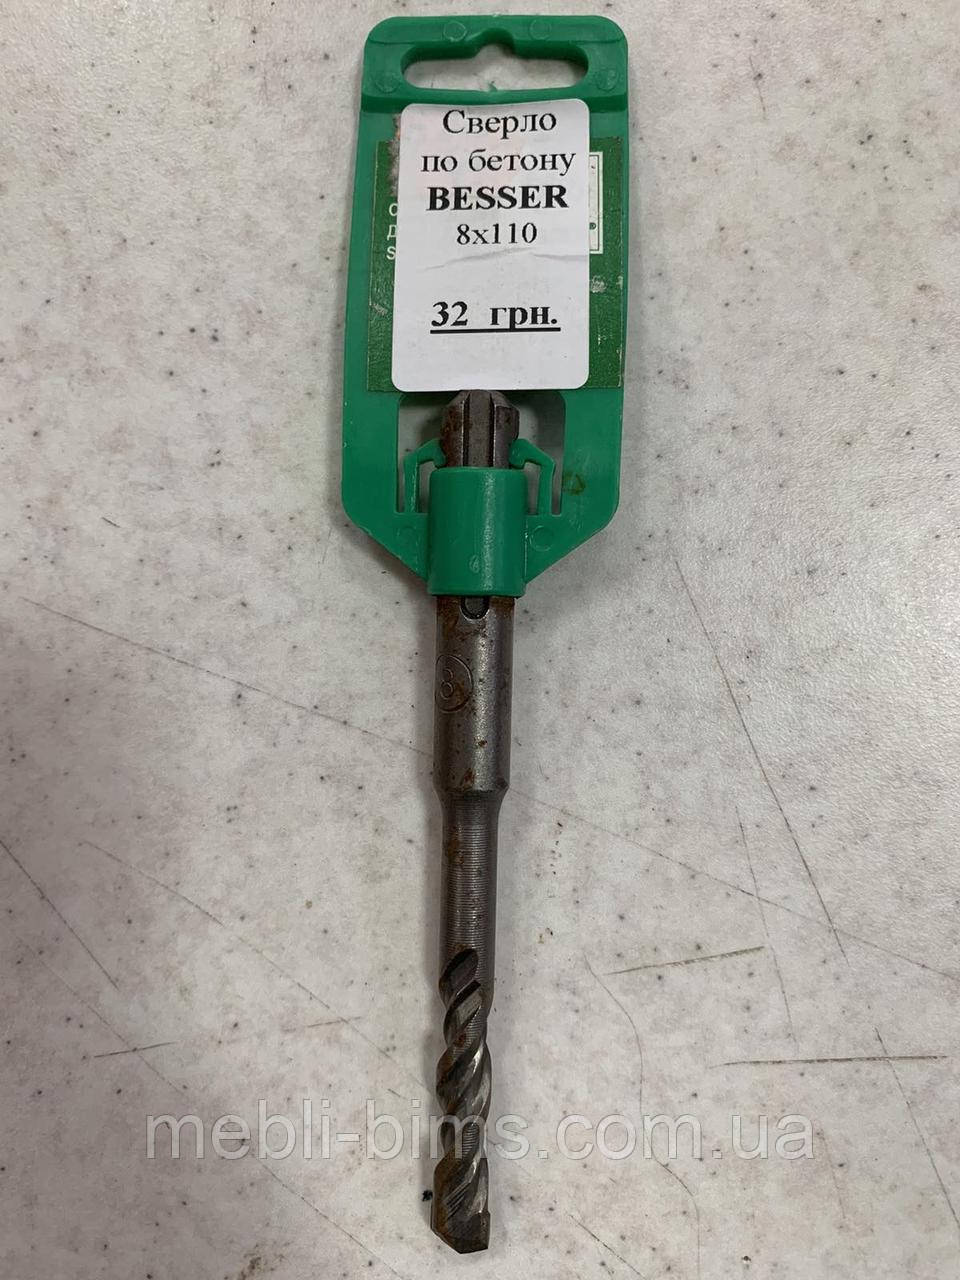 Сверло
по бетону
BESSER
8x110
32 грн.
8
mebli-bims.com.ua